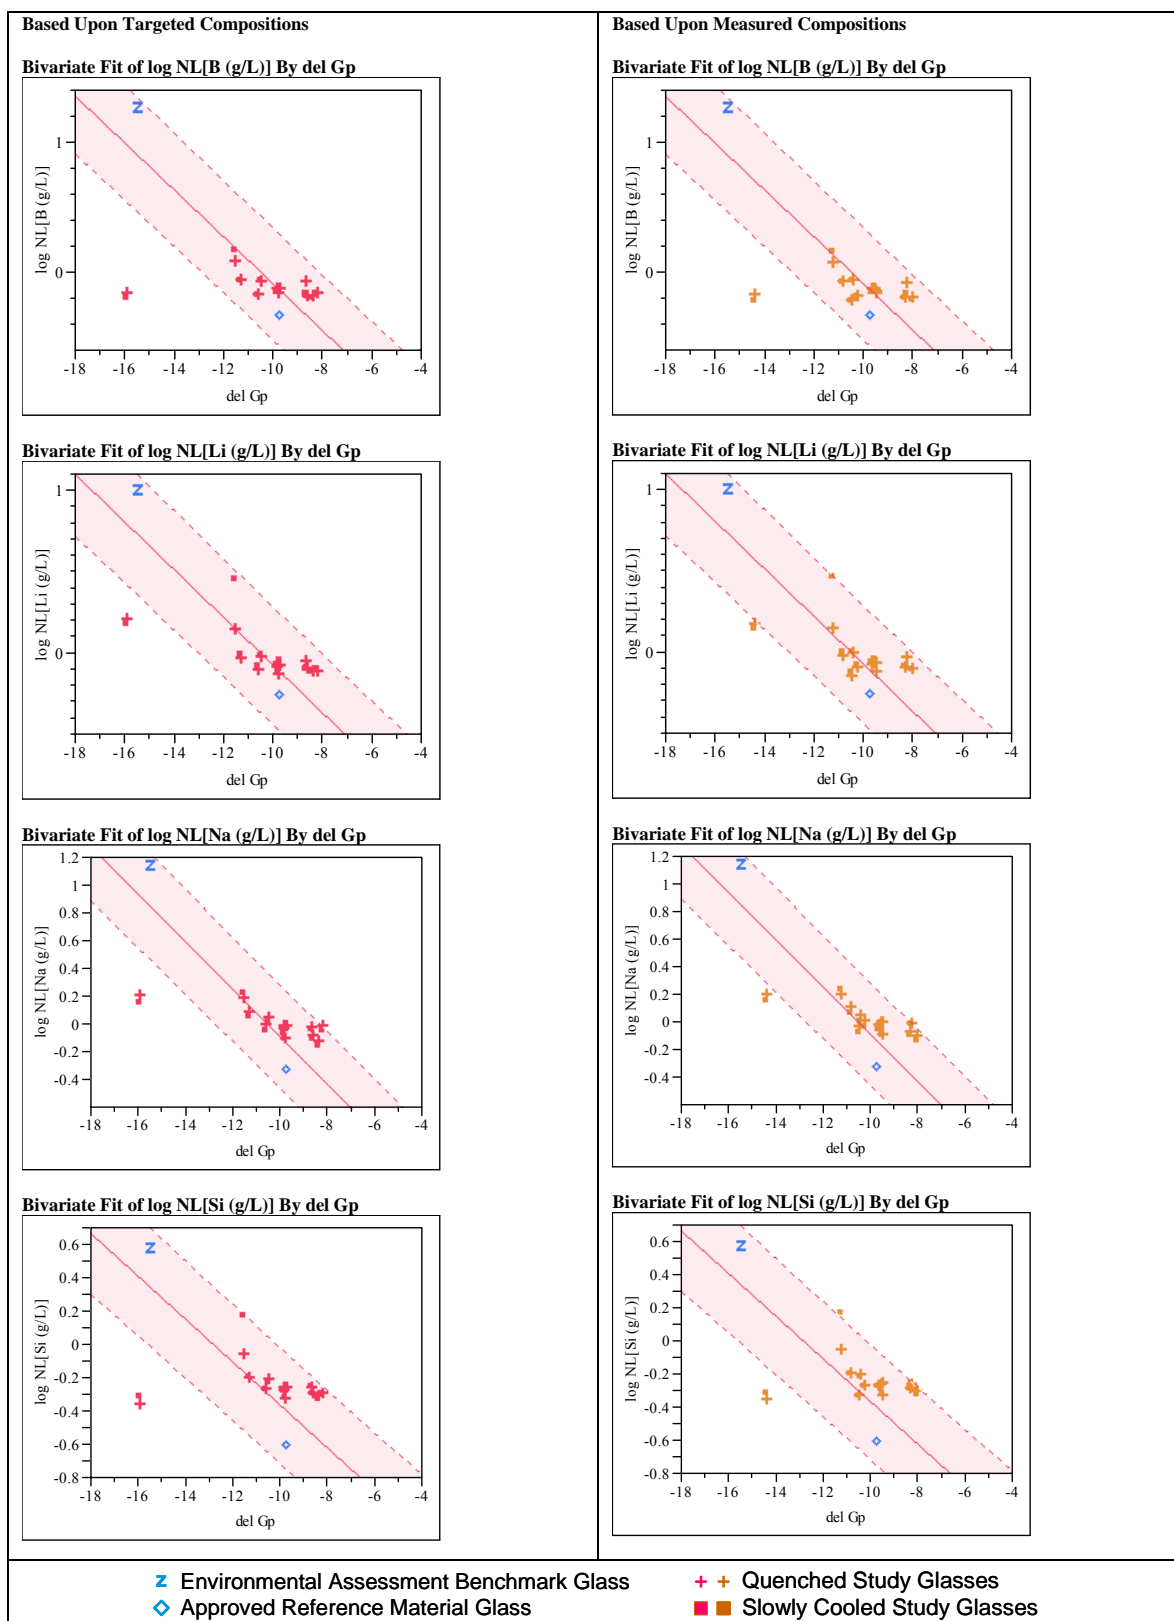 Based Upon Targeted Compositions
Bivariate Fit of log NL[B (g/L)] By del Gp
log NL[B (g/L)]
1
0
-18 -16 -14 -12 -10 -8 -6 -4
del Gp
Bivariate Fit of log NL[Li (g/L)] By del Gp
log NL[Li (g/L)]
1
0
-18 -16 -14 -12 -10 -8 -6 -4
del Gp
Bivariate Fit of log NL[Na (g/L)] By del Gp
log NL[Na (g/L)]
1.2
1
0.8
0.6
0.4
0.2
0
-0.2
-0.4
-18 -16 -14 -12 -10 -8 -6 -4
del Gp
Bivariate Fit of log NL[Si (g/L)] By del Gp
log NL[Si (g/L)]
0.6
0.4
0.2
0
-0.2
-0.4
-0.6
-0.8
-18 -16 -14 -12 -10 -8 -6 -4
del Gp
Based Upon Measured Compositions
Bivariate Fit of log NL[B (g/L)] By del Gp
log NL[B (g/L)]
1
0
-18 -16 -14 -12 -10 -8 -6 -4
del Gp
Bivariate Fit of log NL[Li (g/L)] By del Gp
log NL[Li (g/L)]
1
0
-18 -16 -14 -12 -10 -8 -6 -4
del Gp
Bivariate Fit of log NL[Na (g/L)] By del Gp
log NL[Na (g/L)]
1.2
1
0.8
0.6
0.4
0.2
0
-0.2
-0.4
-18 -16 -14 -12 -10 -8 -6 -4
del Gp
Bivariate Fit of log NL[Si (g/L)] By del Gp
log NL[Si (g/L)]
0.6
0.4
0.2
0
-0.2
-0.4
-0.6
-0.8
-18 -16 -14 -12 -10 -8 -6 -4
del Gp
Z Environmental Assessment Benchmark Glass
Approved Reference Material Glass
+ + Quenched Study Glasses
Slowly Cooled Study Glasses